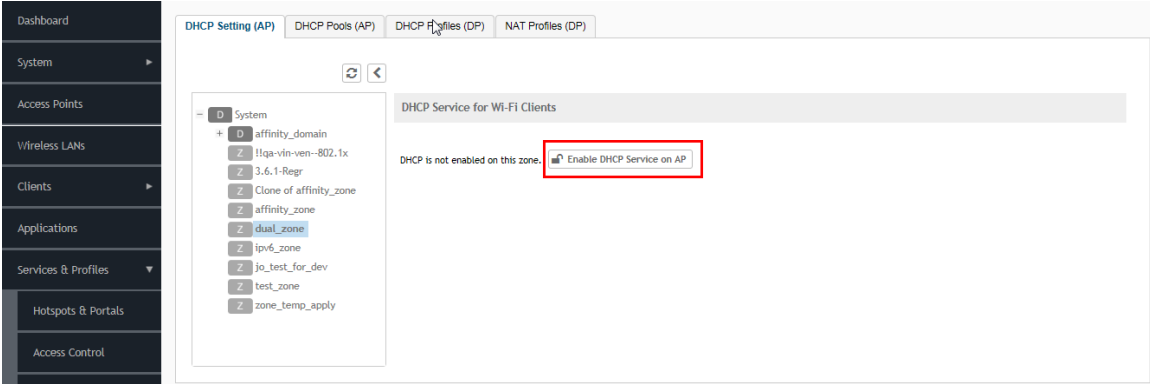 Dashboard
System
Access Points
Wireless LANs
Clients
Applications
Services & Profiles
Hotspots & Portals
Access Control
DHCP Setting (AP)
DHCP Pools (AP)
DHCP Profiles (DP)
NAT Profiles (DP)
D System
D affinity_domain
Z !!qa-vin-ven--802.1x
Z 3.6.1-Regr
Z Clone of affinity_zone
Z affinity_zone
Z dual_zone
Z ipv6_zone
Z jo_test_for_dev
Z test_zone
Z zone_temp_apply
DHCP Service for Wi-Fi Clients
DHCP is not enabled on this zone. Enable DHCP Service on AP